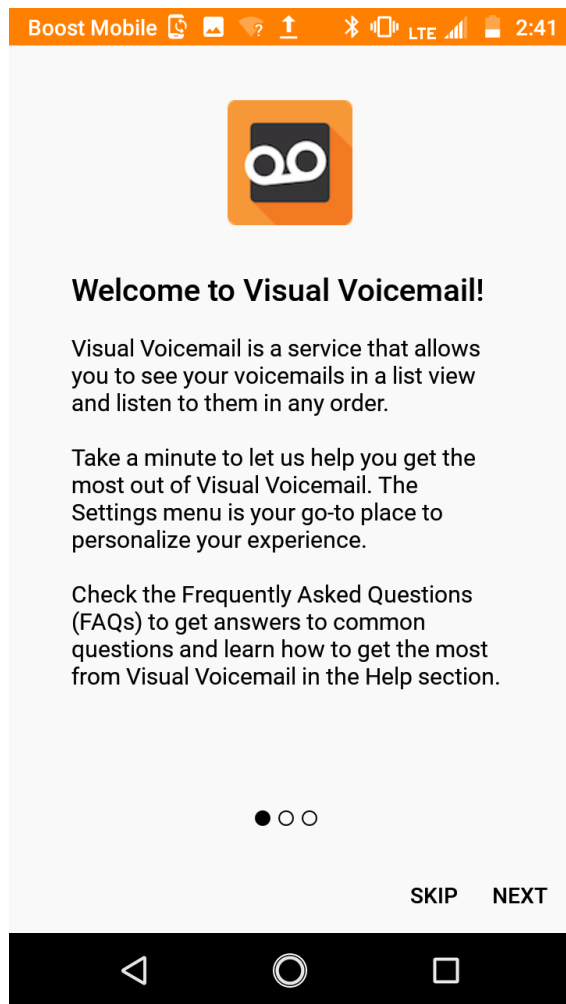 Boost Mobile ? LTE 2:41
Welcome to Visual Voicemail!
Visual Voicemail is a service that allows
you to see your voicemails in a list view
and listen to them in any order.
Take a minute to let us help you get the
most out of Visual Voicemail. The
Settings menu is your go-to place to
personalize your experience.
Check the Frequently Asked Questions
(FAQs) to get answers to common
questions and learn how to get the most
from Visual Voicemail in the Help section.
SKIP NEXT